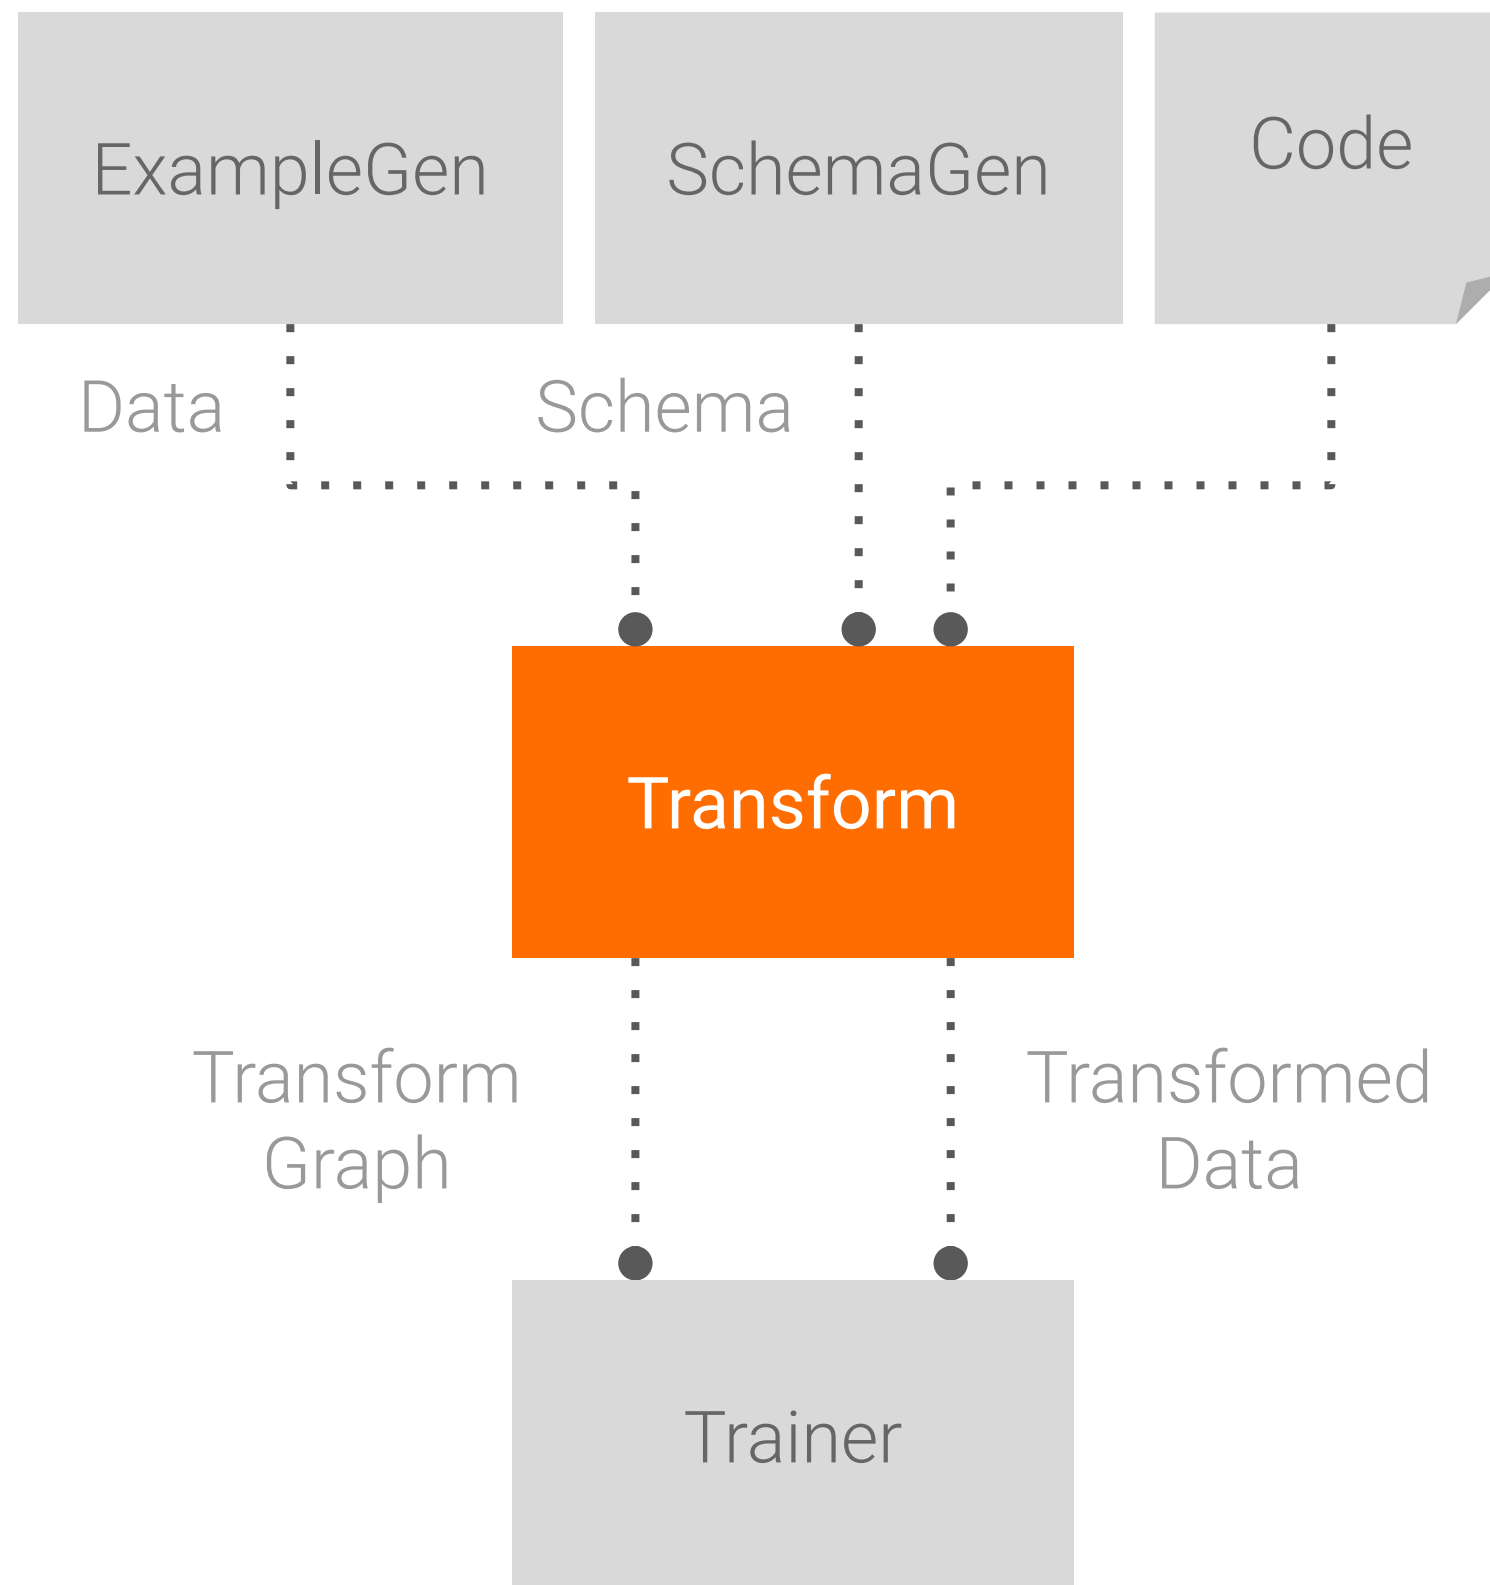 ExampleGen
SchemaGen
Code
Data
Schema
Transform
Transform
Graph
Transformed
Data
Trainer